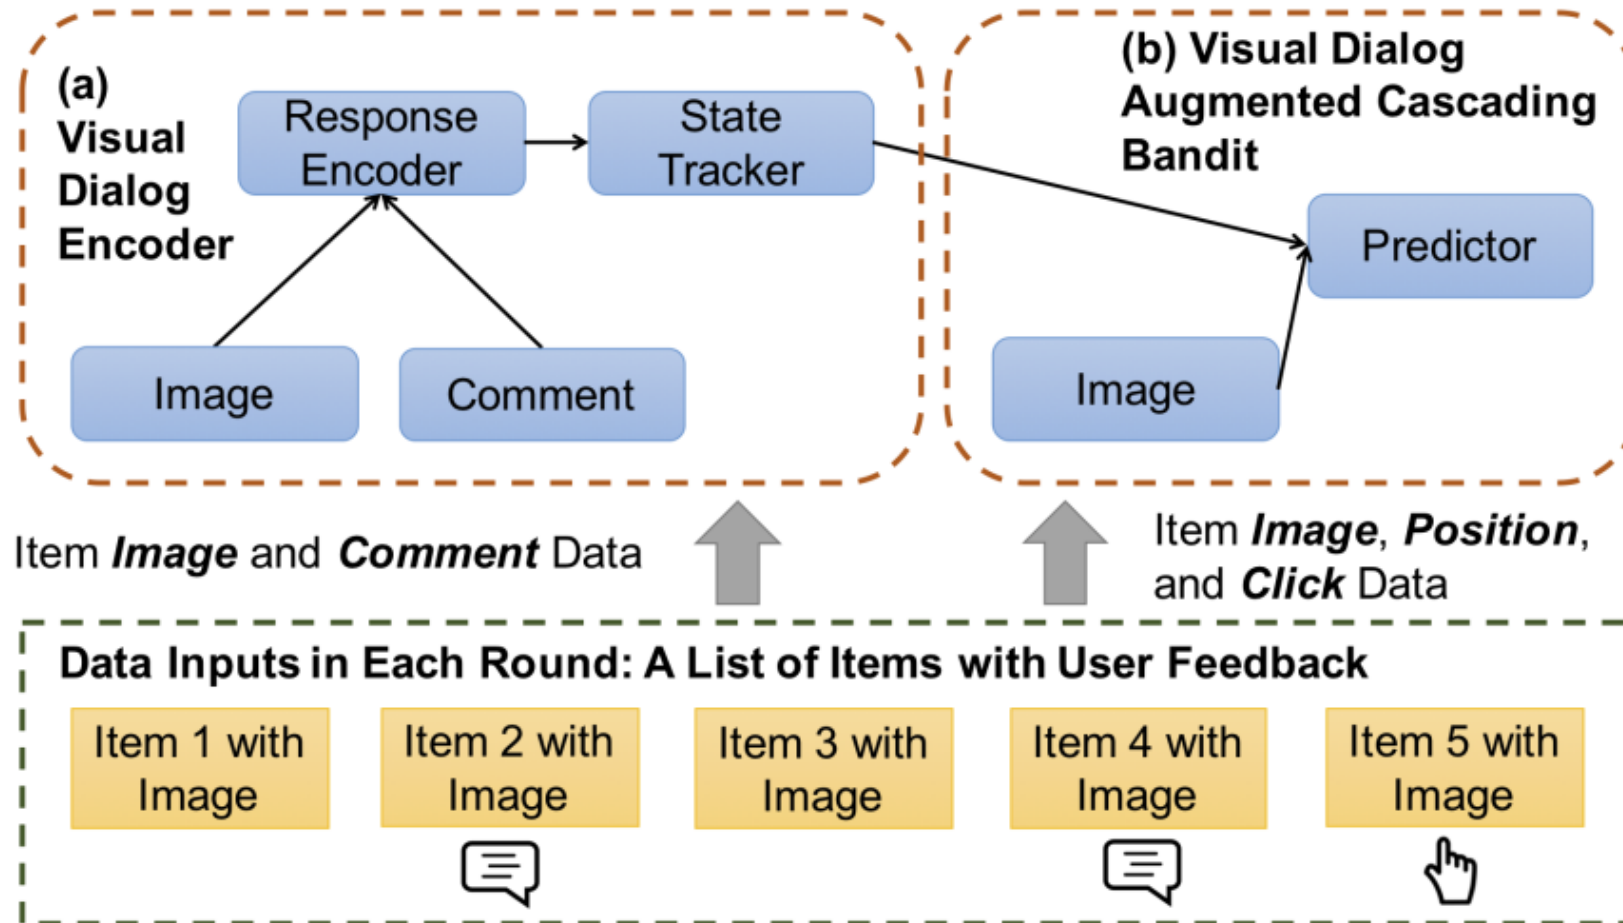 (a)
Visual
Dialog
Encoder
Response
Encoder
State
Tracker
Image
Comment
(b) Visual Dialog
Augmented Cascading
Bandit
Predictor
Image
Item Image and Comment Data
Item Image, Position,
and Click Data
Data Inputs in Each Round: A List of Items with User Feedback
Item 1 with
Image
Item 2 with
Image
Item 3 with
Image
Item 4 with
Image
Item 5 with
Image